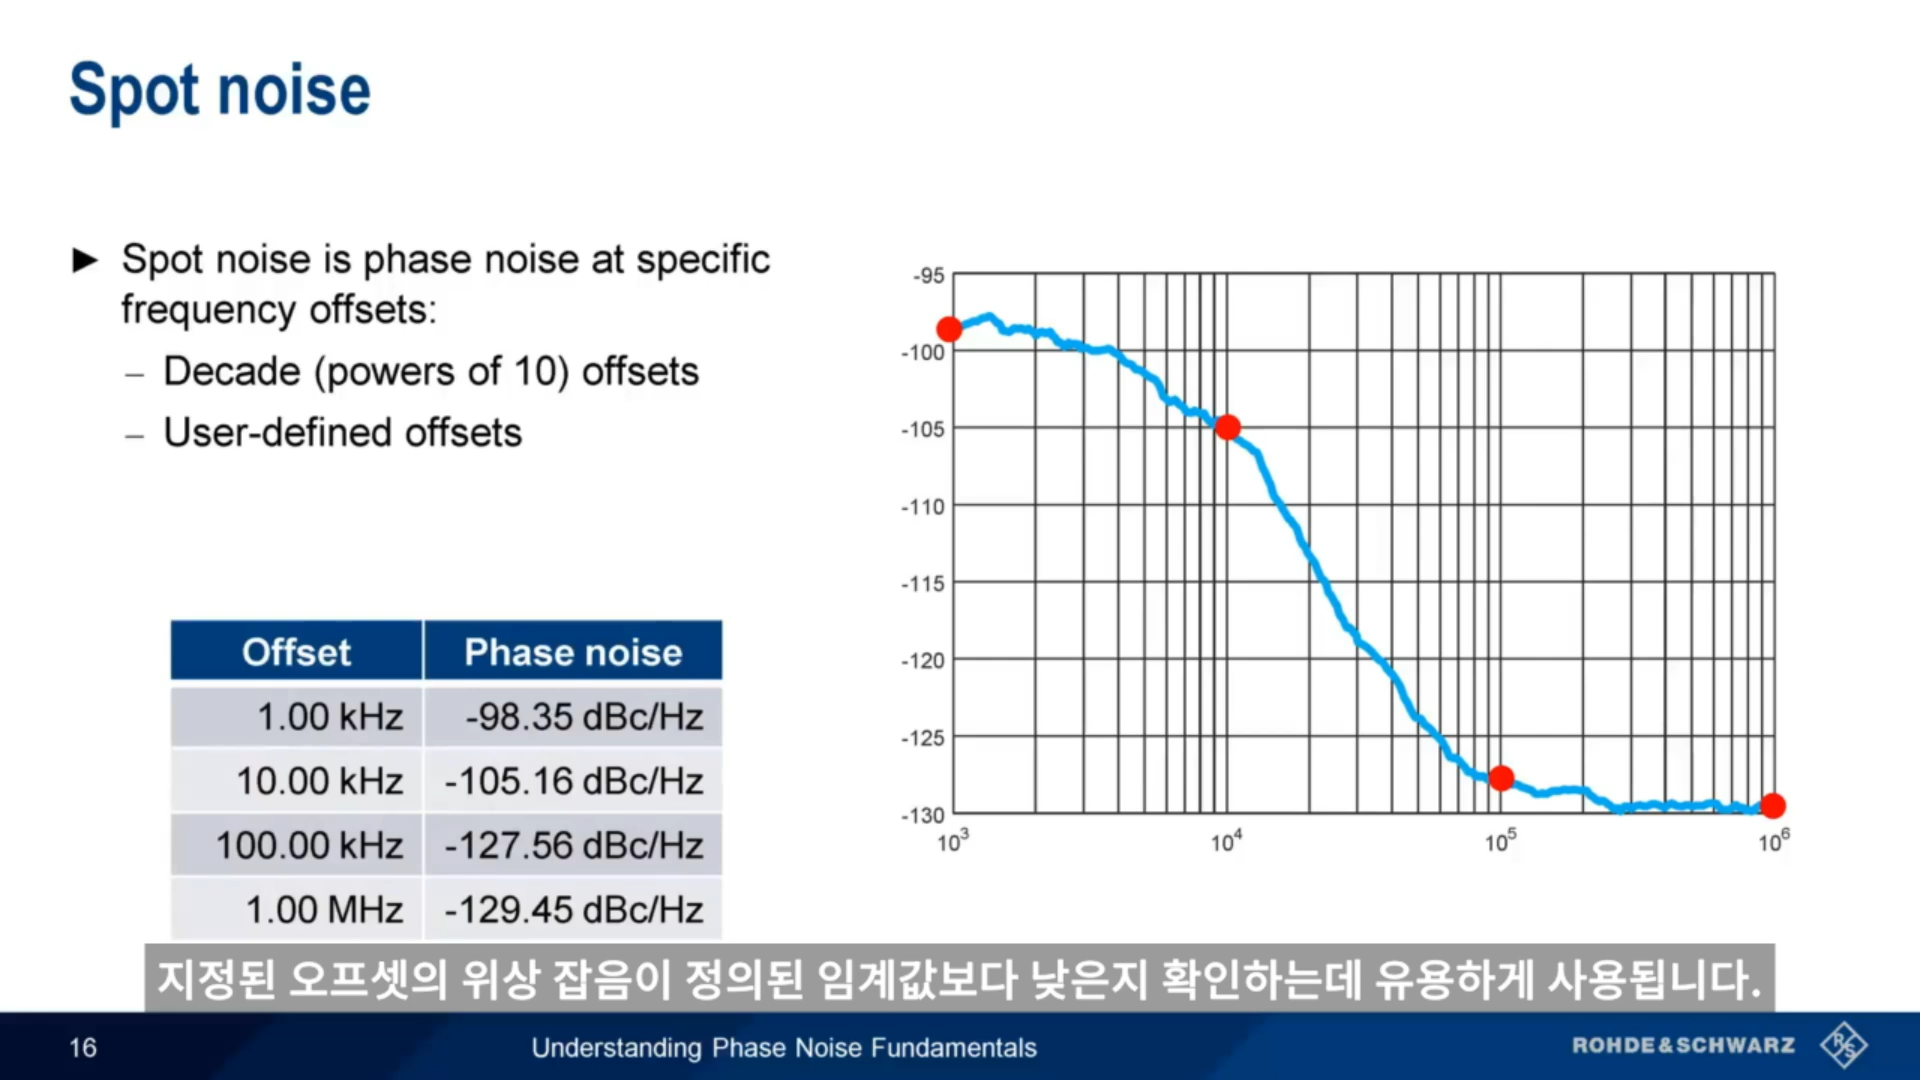 Spot noise
► Spot noise is phase noise at specific
frequency offsets:
– Decade (powers of 10) offsets
– User-defined offsets
Offset Phase noise
1.00 kHz -98.35 dBc/Hz
10.00 kHz -105.16 dBc/Hz
100.00 kHz -127.56 dBc/Hz
1.00 MHz -129.45 dBc/Hz
-95
-100
-105
-110
-115
-120
-125
-130
10³ 10⁴ 10⁵ 10⁶
지정된 오프셋의 위상 잡음이 정의된 임계값보다 낮은지 확인하는데 유용하게 사용됩니다.
16 Understanding Phase Noise Fundamentals ROHDE&SCHWARZ R&S